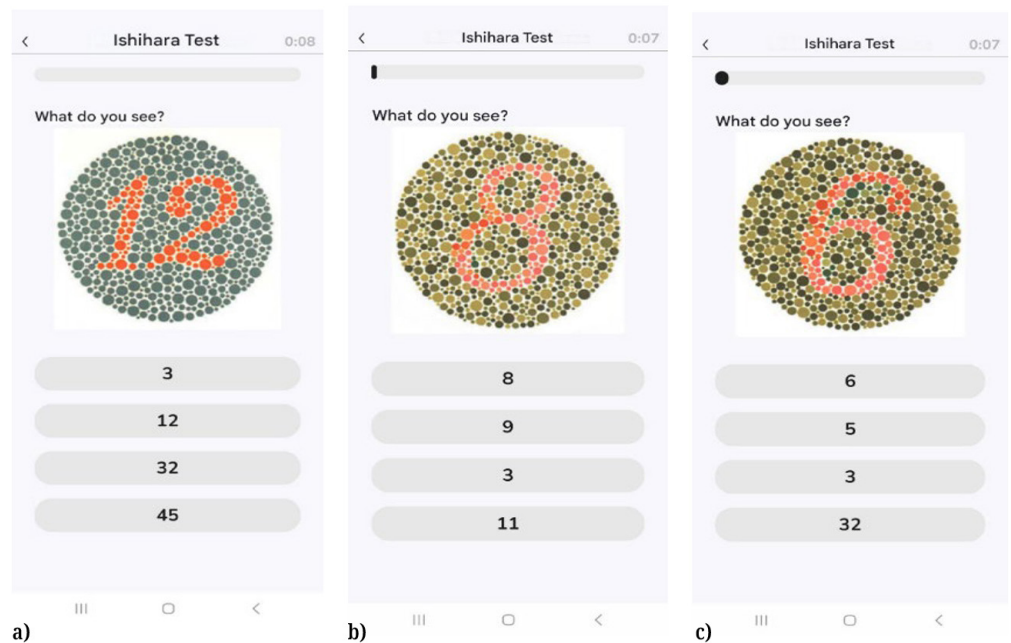 Ishihara Test 0:08
What do you see?
12
3
12
32
45
a)
Ishihara Test 0:07
What do you see?
8
8
9
3
11
b)
Ishihara Test 0:07
What do you see?
6
6
5
3
32
c)